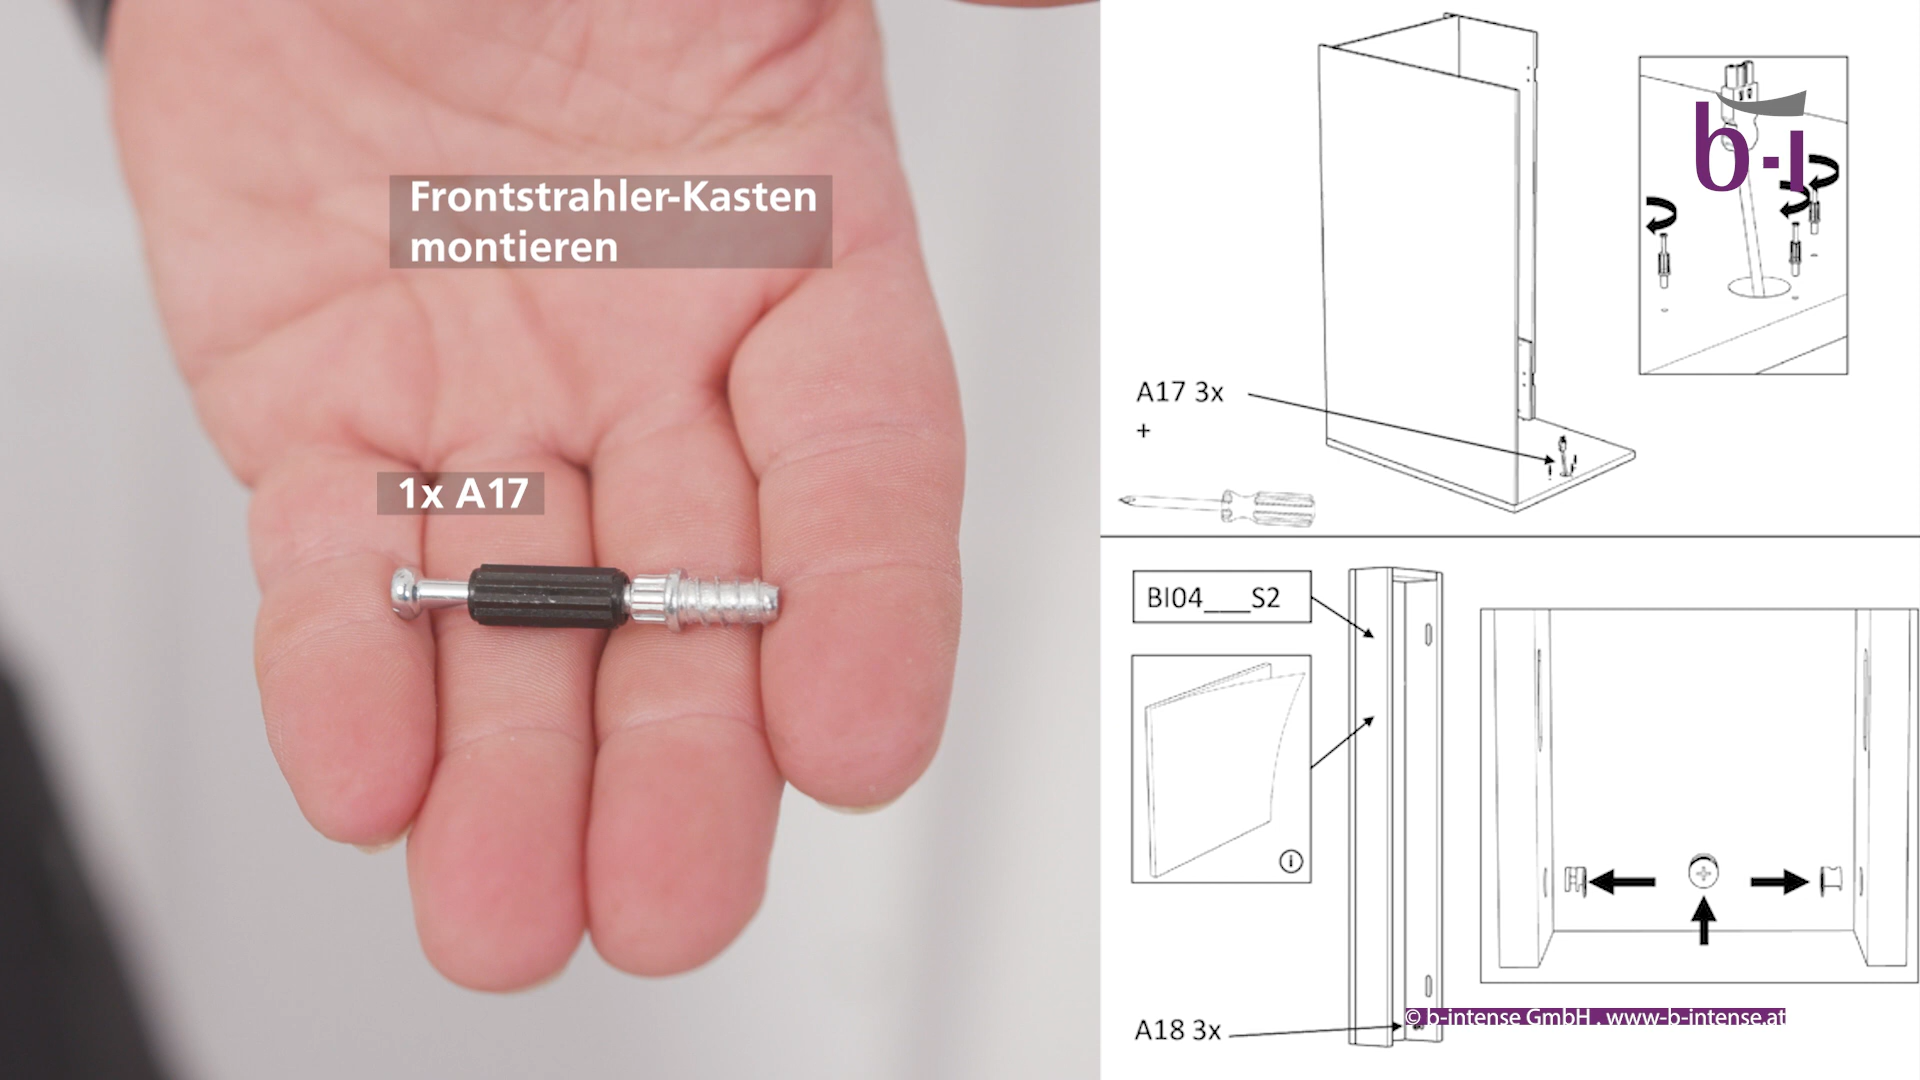 Frontstrahler-Kasten
montieren
1x A17
b-i
A17 3x
+
BI04___S2
i
A18 3x
© b-intense GmbH. www-b-intense.at